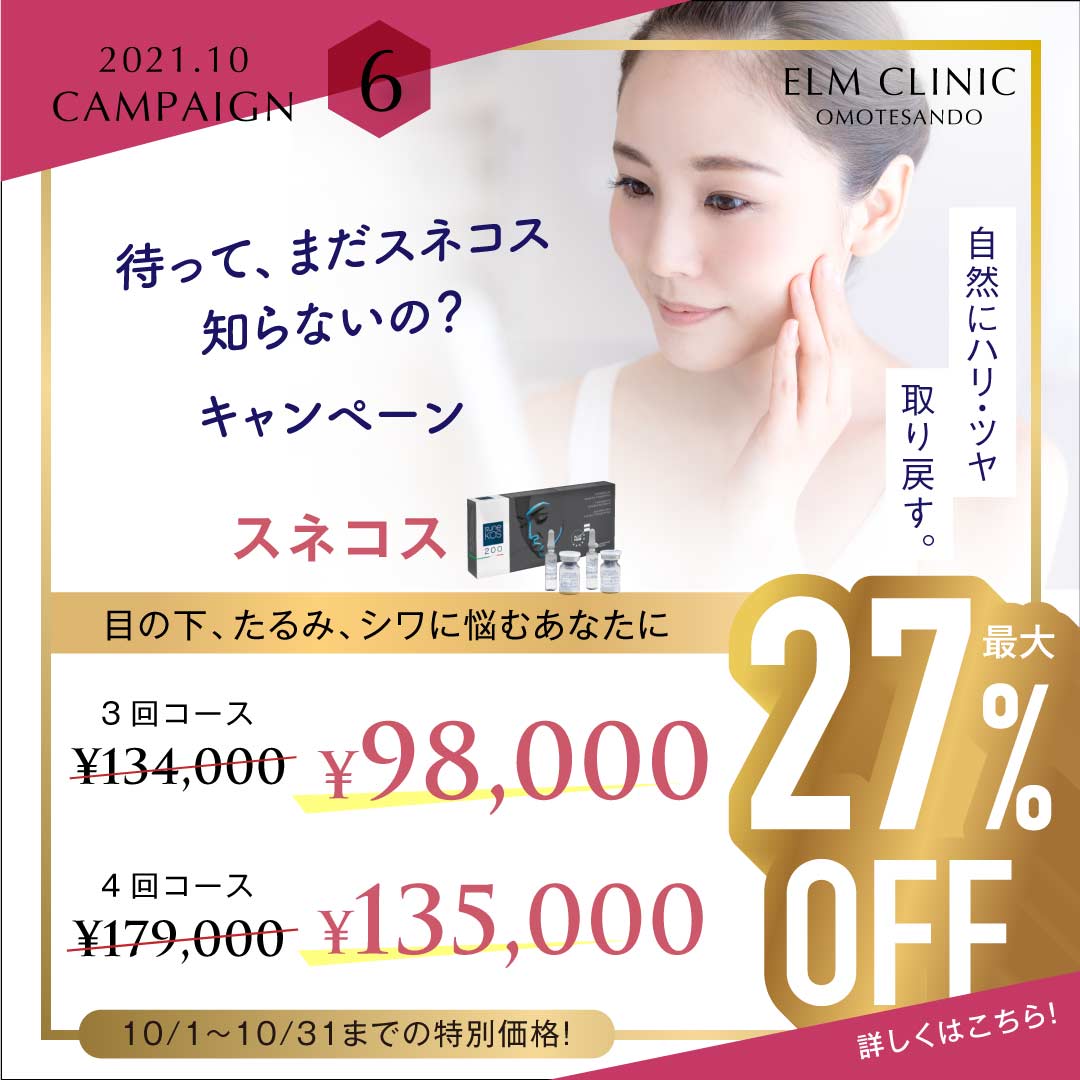 2021.10
CAMPAIGN
6
ELM CLINIC
OMOTESANDO
待って、まだスネコス
知らないの？
キャンペーン
自然にハリ・ツヤ
取り戻す。
スネコス
sune
KOS
200
目の下、たるみ、シワに悩むあなたに
最大
27%
OFF
3回コース
¥134,000
¥98,000
4回コース
¥179,000
¥135,000
10/1〜10/31までの特別価格!
詳しくはこちら!